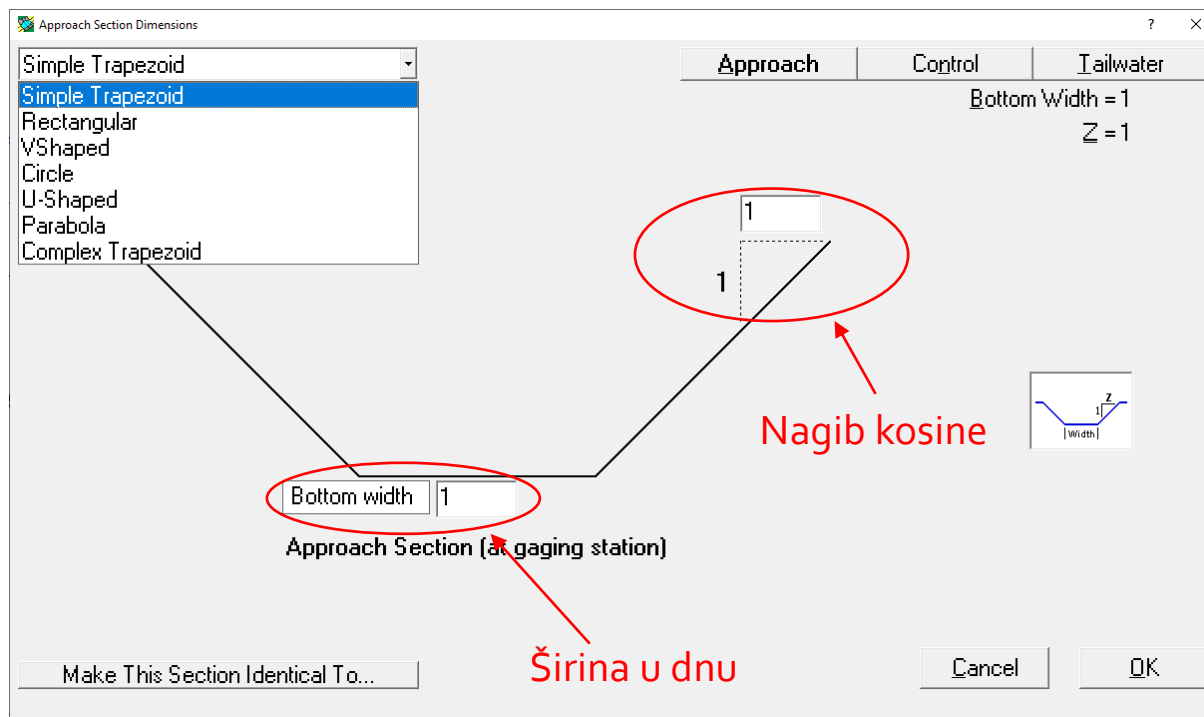 Approach Section Dimensions
? X
Simple Trapezoid
Approach Control Tailwater
Simple Trapezoid
Rectangular
VShaped
Circle
U-Shaped
Parabola
Complex Trapezoid
Bottom Width = 1
Z = 1
1
1
Nagib kosine
Z
1
|Width|
Bottom width 1
Approach Section (at gaging station)
Širina u dnu
Make This Section Identical To...
Cancel OK